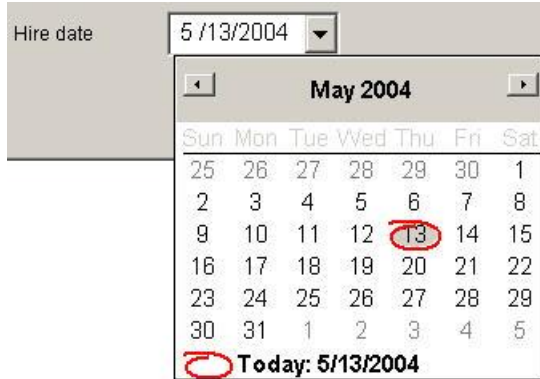 Hire date 5 /13/2004
May 2004
Sun Mon Tue Wed Thu Fri Sat
25 26 27 28 29 30 1
2 3 4 5 6 7 8
9 10 11 12 13 14 15
16 17 18 19 20 21 22
23 24 25 26 27 28 29
30 31 1 2 3 4 5
Today: 5/13/2004